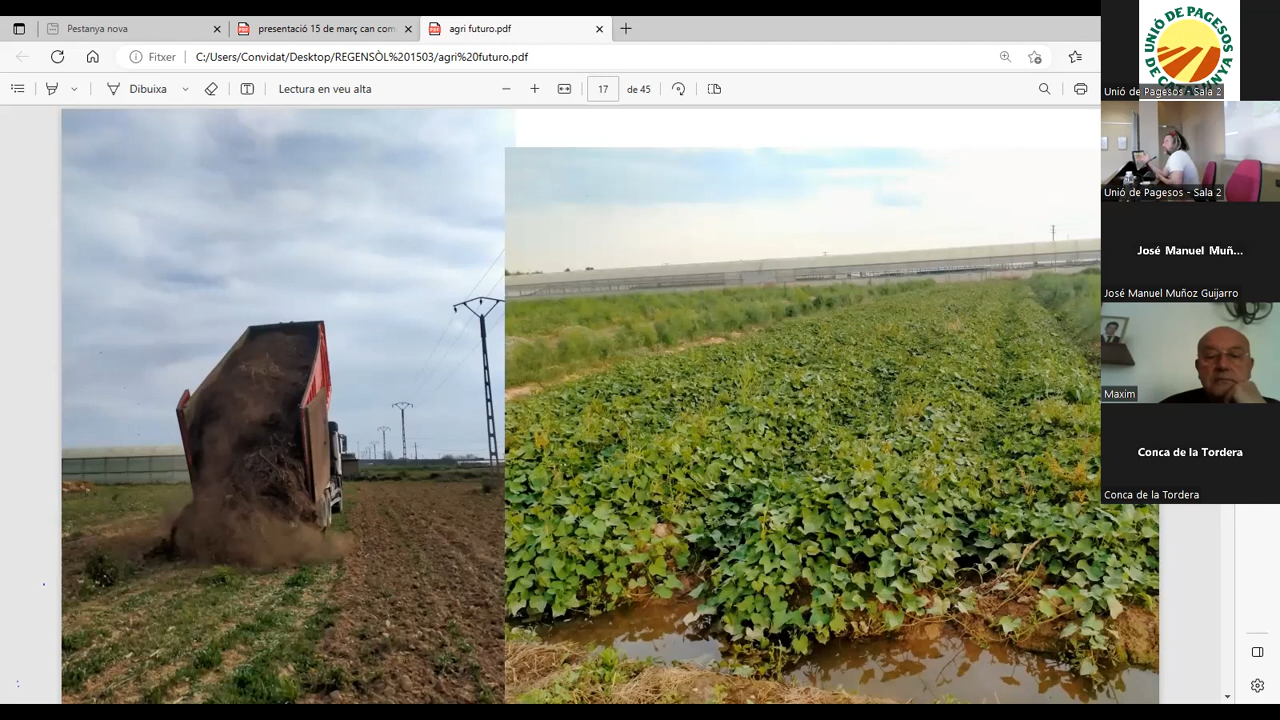 Pestanya nova
presentació 15 de març can com
agri futuro.pdf
Fitxer
C:/Users/Convidat/Desktop/REGENSÒL%201503/agri%20futuro.pdf
Dibuixa
Lectura en veu alta
17
de 45
UNIÓ DE PAGESOS
DE CATALUNYA
Unió de Pagesos - Sala 2
Unió de Pagesos - Sala 2
José Manuel Muñ...
José Manuel Muñoz Guijarro
Maxim
Conca de la Tordera
Conca de la Tordera